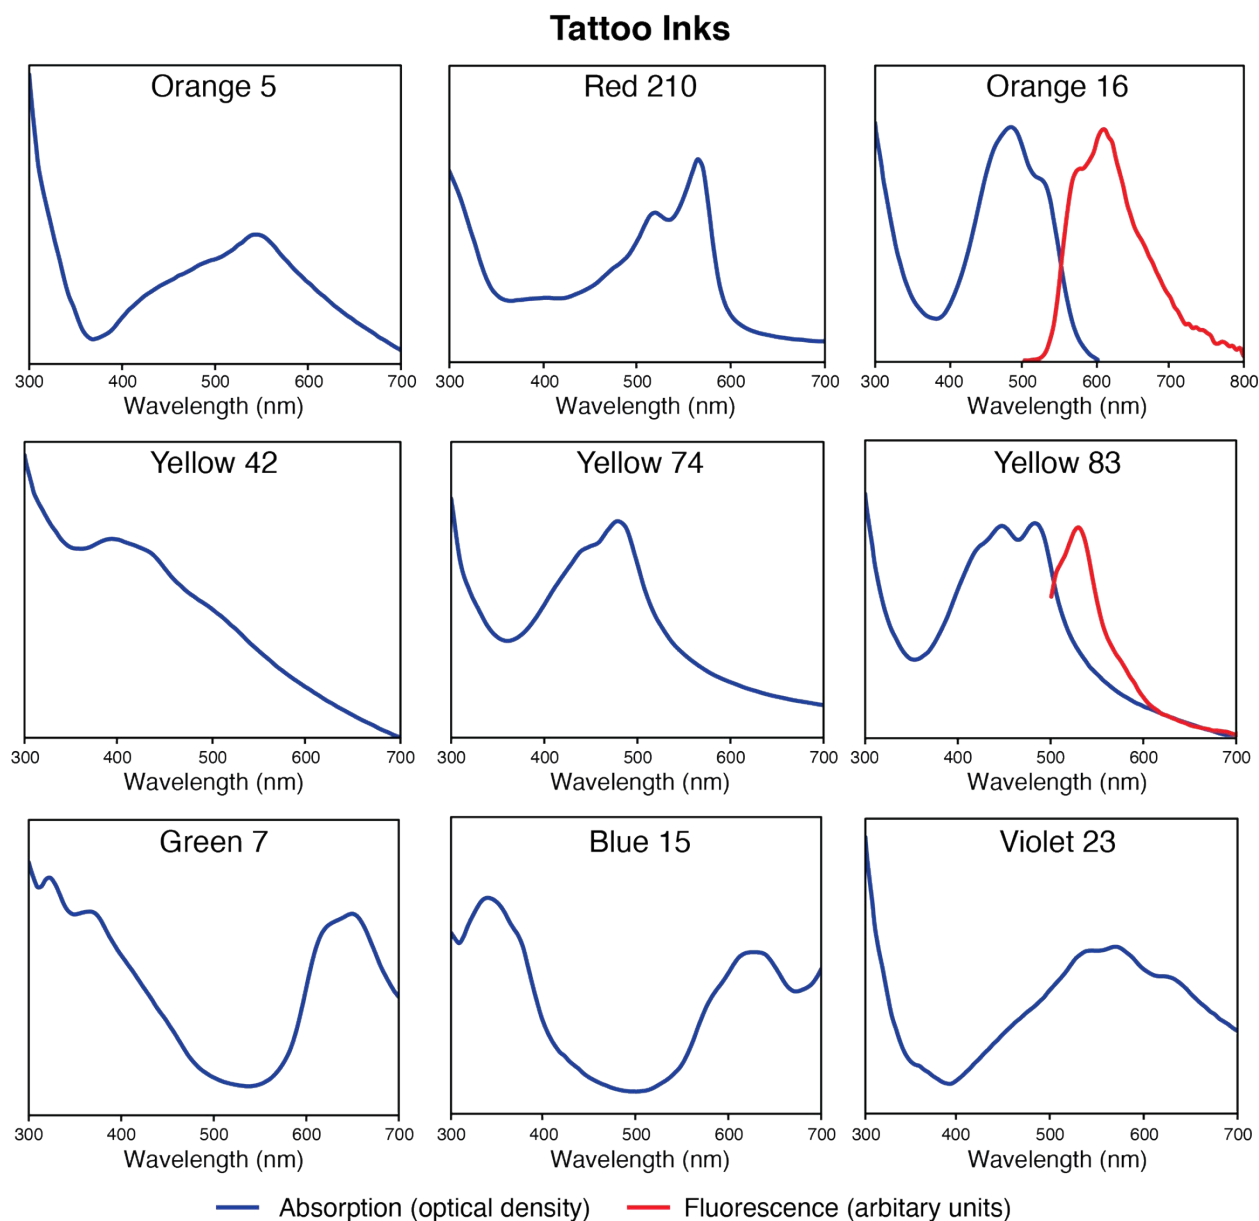 Tattoo Inks
Orange 5
300 400 500 600 700
Wavelength (nm)
Red 210
300 400 500 600 700
Wavelength (nm)
Orange 16
300 400 500 600 700 800
Wavelength (nm)
Yellow 42
300 400 500 600 700
Wavelength (nm)
Yellow 74
300 400 500 600 700
Wavelength (nm)
Yellow 83
300 400 500 600 700
Wavelength (nm)
Green 7
300 400 500 600 700
Wavelength (nm)
Blue 15
300 400 500 600 700
Wavelength (nm)
Violet 23
300 400 500 600 700
Wavelength (nm)
Absorption (optical density) Fluorescence (arbitary units)